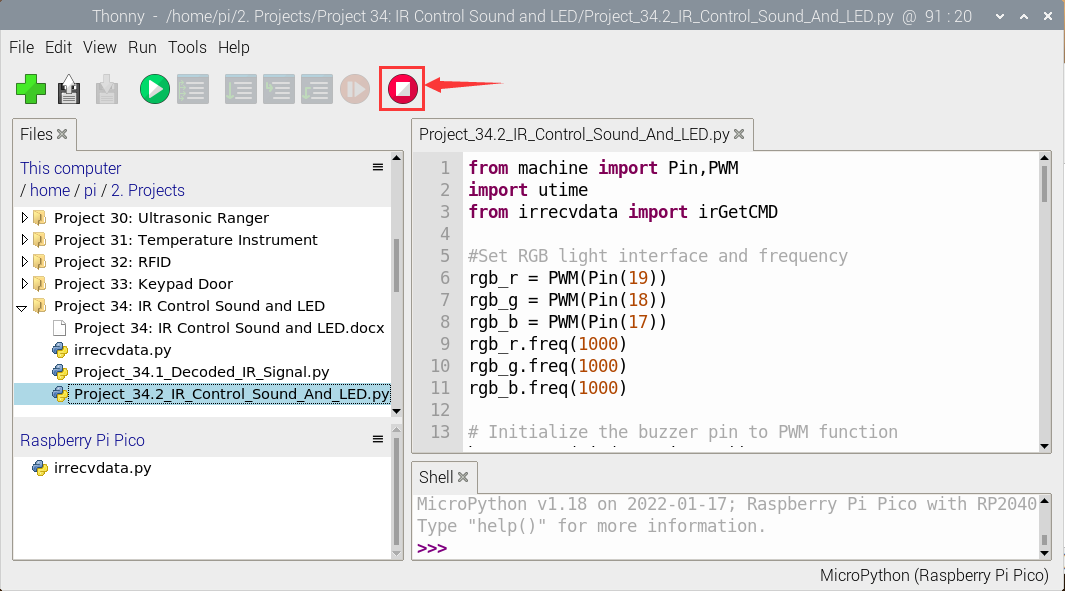 Thonny - /home/pi/2. Projects/Project 34: IR Control Sound and LED/Project_34.2_IR_Control_Sound_And_LED.py @ 91 : 20
File Edit View Run Tools Help
Files
This computer
/ home / pi / 2. Projects
Project 30: Ultrasonic Ranger
Project 31: Temperature Instrument
Project 32: RFID
Project 33: Keypad Door
Project 34: IR Control Sound and LED
Project 34: IR Control Sound and LED.docx
irrecvdata.py
Project_34.1_Decoded_IR_Signal.py
Project_34.2_IR_Control_Sound_And_LED.py
Raspberry Pi Pico
irrecvdata.py
Project_34.2_IR_Control_Sound_And_LED.py
1 from machine import Pin,PWM
2 import utime
3 from irrecvdata import irGetCMD
4
5 #Set RGB light interface and frequency
6 rgb_r = PWM(Pin(19))
7 rgb_g = PWM(Pin(18))
8 rgb_b = PWM(Pin(17))
9 rgb_r.freq(1000)
10 rgb_g.freq(1000)
11 rgb_b.freq(1000)
12
13 # Initialize the buzzer pin to PWM function
Shell
MicroPython v1.18 on 2022-01-17; Raspberry Pi Pico with RP2040
Type "help()" for more information.
>>>
MicroPython (Raspberry Pi Pico)